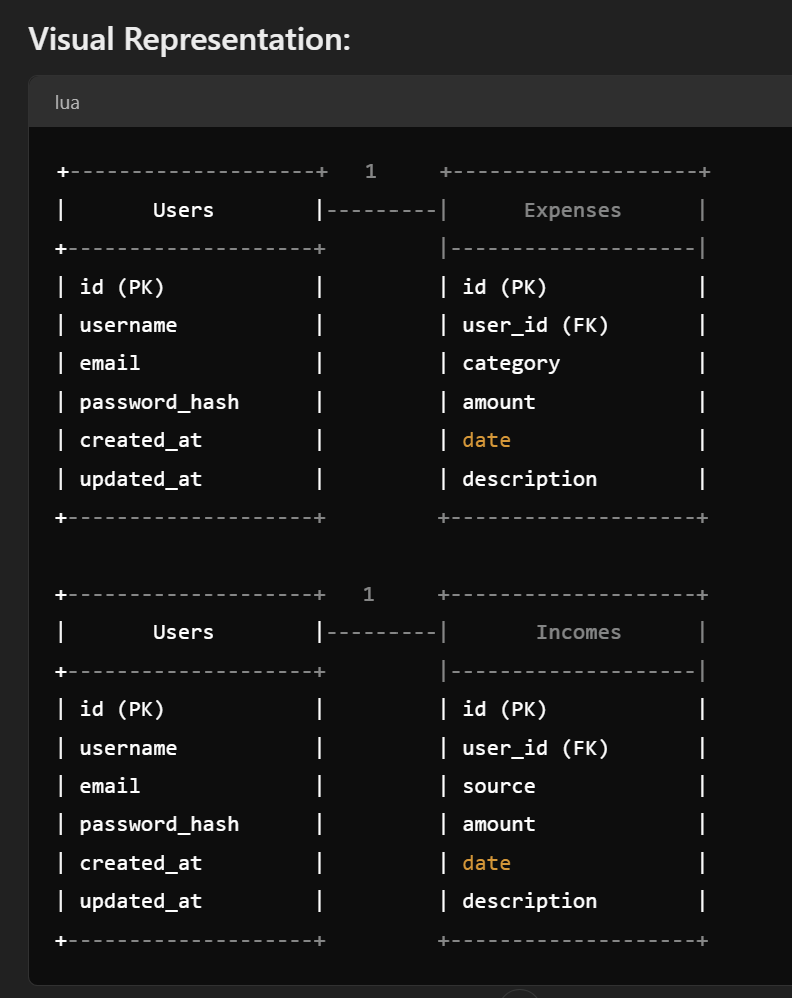 Visual Representation:
lua
+--------------------+   1     +--------------------+
|       Users        |---------|      Expenses      |
+--------------------+         |--------------------|
| id (PK)            |         | id (PK)            |
| username           |         | user_id (FK)       |
| email              |         | category           |
| password_hash      |         | amount             |
| created_at         |         | date               |
| updated_at         |         | description        |
+--------------------+         +--------------------+
+--------------------+   1     +--------------------+
|       Users        |---------|       Incomes      |
+--------------------+         |--------------------|
| id (PK)            |         | id (PK)            |
| username           |         | user_id (FK)       |
| email              |         | source             |
| password_hash      |         | amount             |
| created_at         |         | date               |
| updated_at         |         | description        |
+--------------------+         +--------------------+